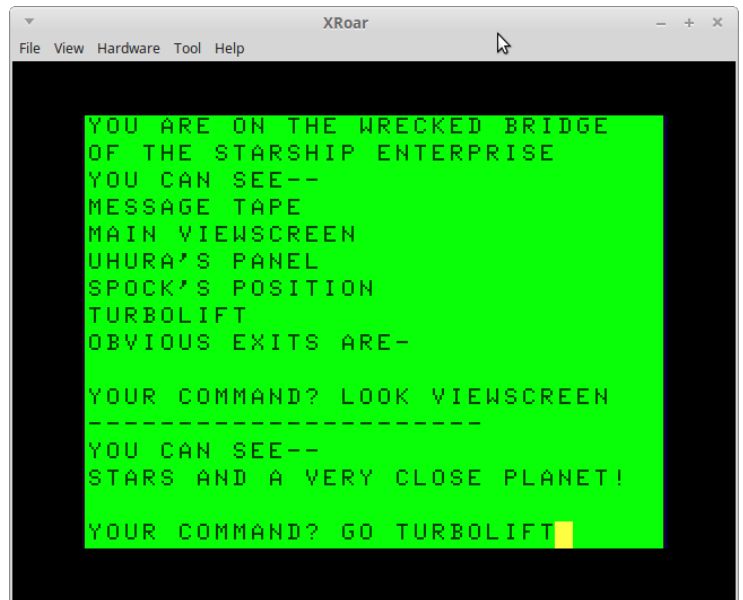 XRoar
File View Hardware Tool Help
YOU ARE ON THE WRECKED BRIDGE
OF THE STARSHIP ENTERPRISE
YOU CAN SEE--
MESSAGE TAPE
MAIN VIEWSCREEN
UHURA'S PANEL
SPOCK'S POSITION
TURBOLIFT
OBVIOUS EXITS ARE-
YOUR COMMAND? LOOK VIEWSCREEN
----------------------
YOU CAN SEE--
STARS AND A VERY CLOSE PLANET!
YOUR COMMAND? GO TURBOLIFT